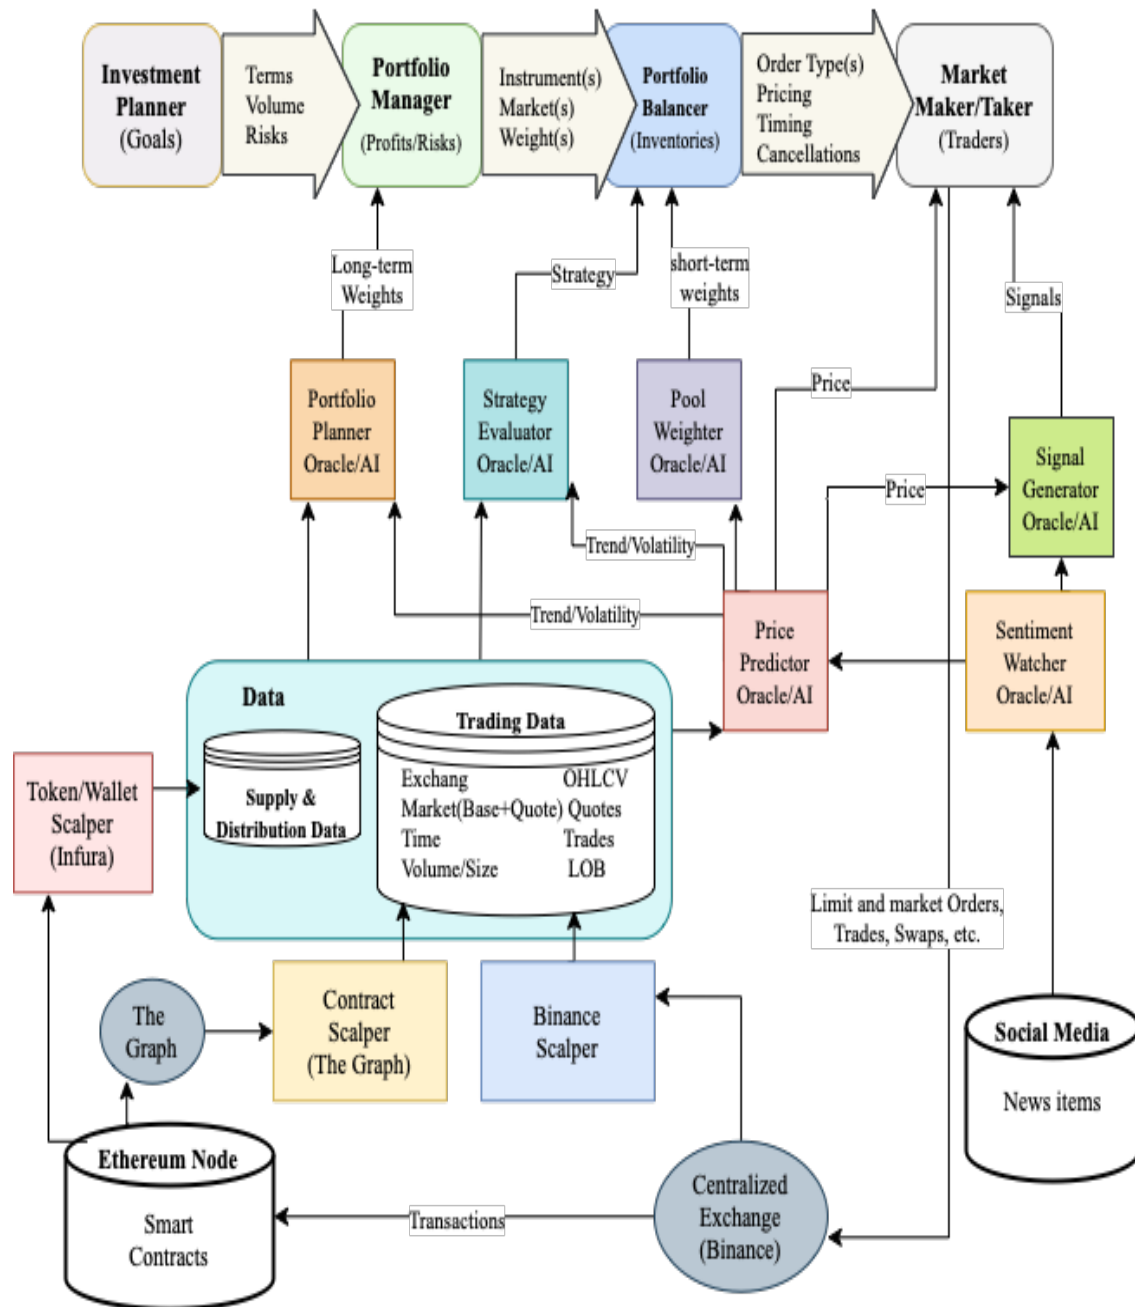 Investment
Planner
(Goals)
Terms
Volume
Risks
Portfolio
Manager
(Profits/Risks)
Instrument(s)
Market(s)
Weight(s)
Portfolio
Balancer
(Inventories)
Order Type(s)
Pricing
Timing
Cancellations
Market
Maker/Taker
(Traders)
Long-term
Weights
Strategy
short-term
weights
Signals
Portfolio
Planner
Oracle/AI
Strategy
Evaluator
Oracle/AI
Pool
Weighter
Oracle/AI
Price
Signal
Generator
Oracle/AI
Price
Trend/Volatility
Trend/Volatility
Price
Predictor
Oracle/AI
Sentiment
Watcher
Oracle/AI
Data
Trading Data
Supply &
Distribution Data
Exchang OHLCV
Market(Base+Quote) Quotes
Time Trades
Volume/Size LOB
Token/Wallet
Scalper
(Infura)
Limit and market Orders,
Trades, Swaps, etc.
The
Graph
Contract
Scalper
(The Graph)
Binance
Scalper
Social Media
News items
Ethereum Node
Smart
Contracts
Transactions
Centralized
Exchange
(Binance)